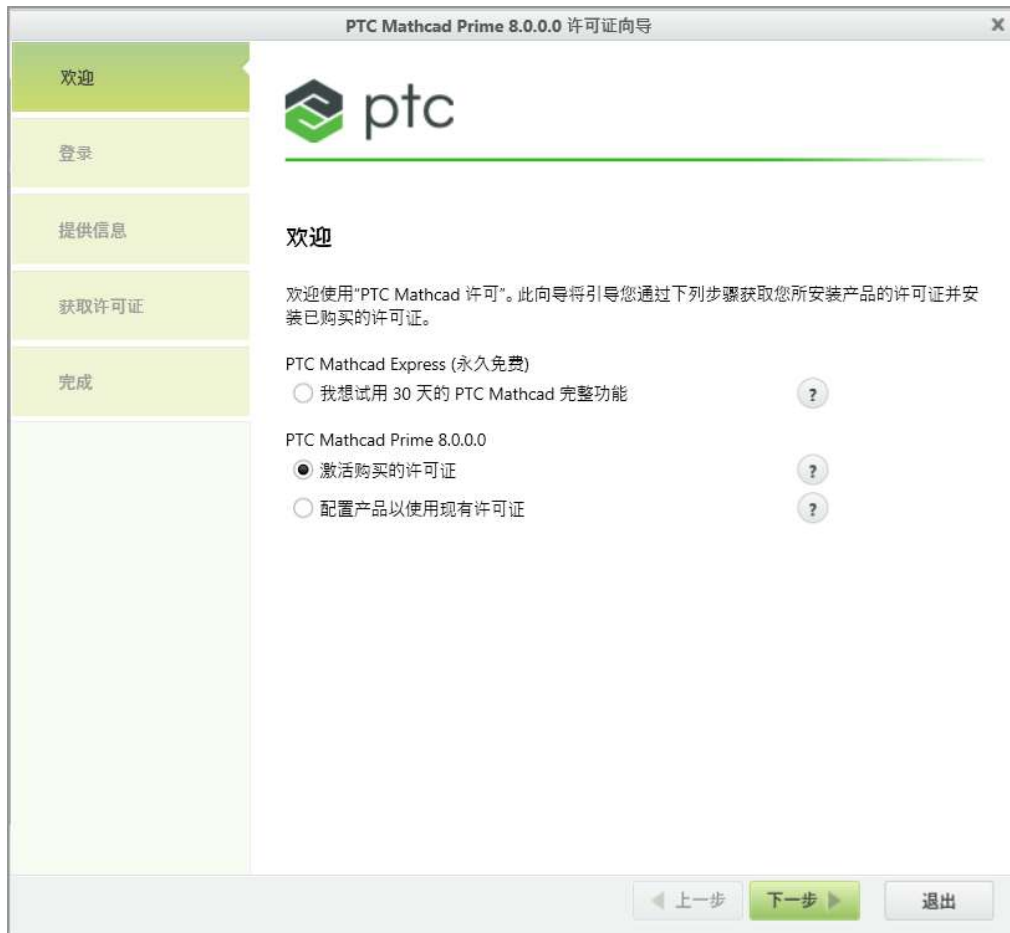 PTC Mathcad Prime 8.0.0.0 许可证向导
欢迎
登录
提供信息
获取许可证
完成
ptc
欢迎
欢迎使用“PTC Mathcad 许可”。此向导将引导您通过下列步骤获取您所安装产品的许可证并安
装已购买的许可证。
PTC Mathcad Express (永久免费)
我想试用 30 天的 PTC Mathcad 完整功能 ?
PTC Mathcad Prime 8.0.0.0
激活购买的许可证 ?
配置产品以使用现有许可证 ?
上一步 下一步 退出